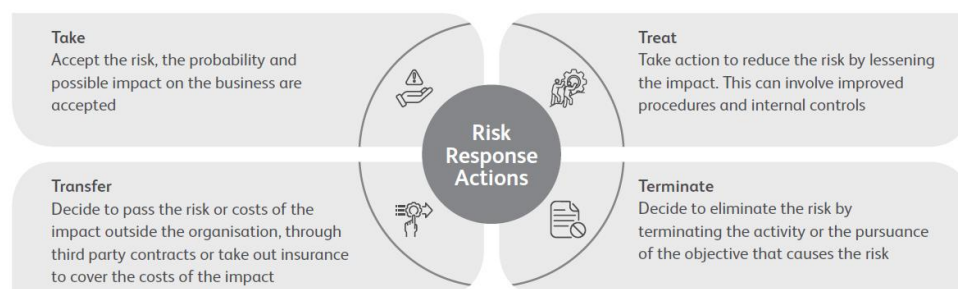 Take
Accept the risk, the probability and
possible impact on the business are
accepted
Treat
Take action to reduce the risk by lessening
the impact. This can involve improved
procedures and internal controls
Risk
Response
Actions
Transfer
Decide to pass the risk or costs of the
impact outside the organisation, through
third party contracts or take out insurance
to cover the costs of the impact
Terminate
Decide to eliminate the risk by
terminating the activity or the pursuance
of the objective that causes the risk